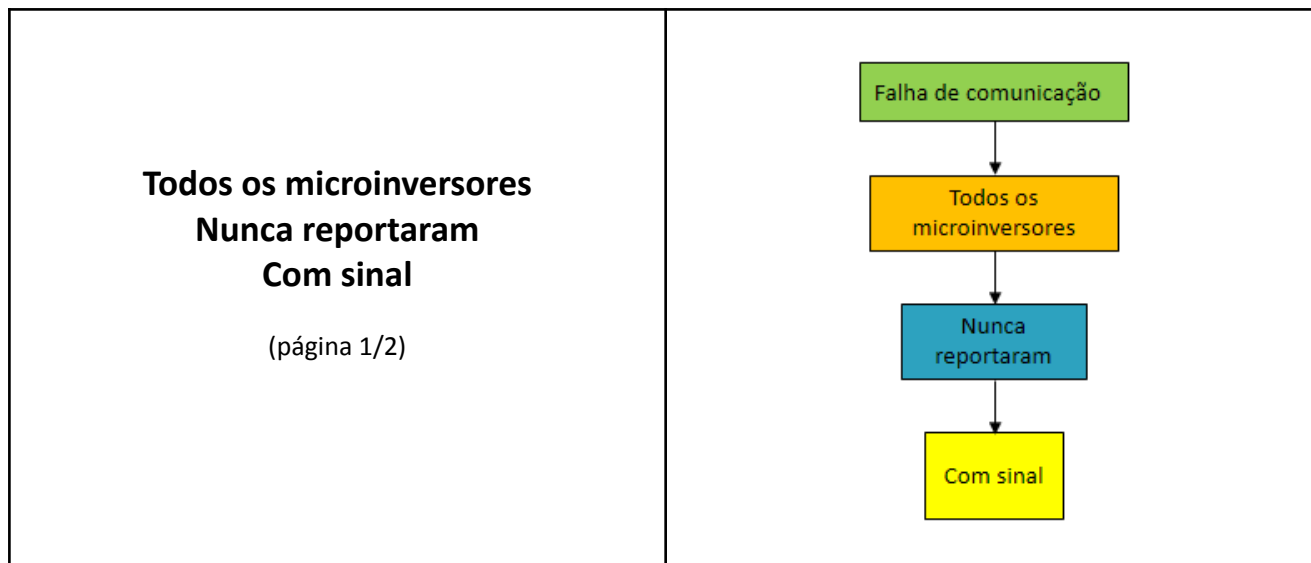 Todos os microinversores
Nunca reportaram
Com sinal
(página 1/2)
Falha de comunicação
Todos os
microinversores
Nunca
reportaram
Com sinal